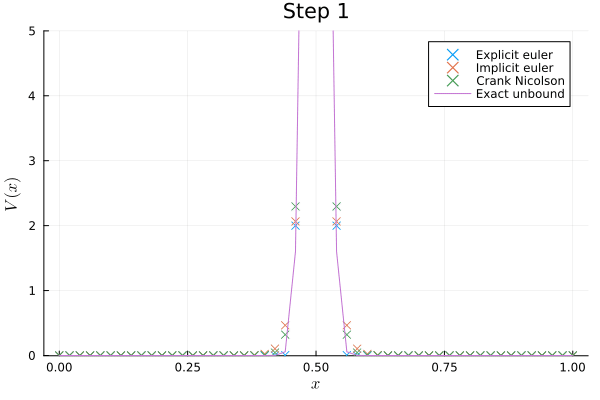 Step 1
Explicit euler
Implicit euler
Crank Nicolson
Exact unbound
V(x)
5
4
3
2
1
0
0.00 0.25 0.50 0.75 1.00
x